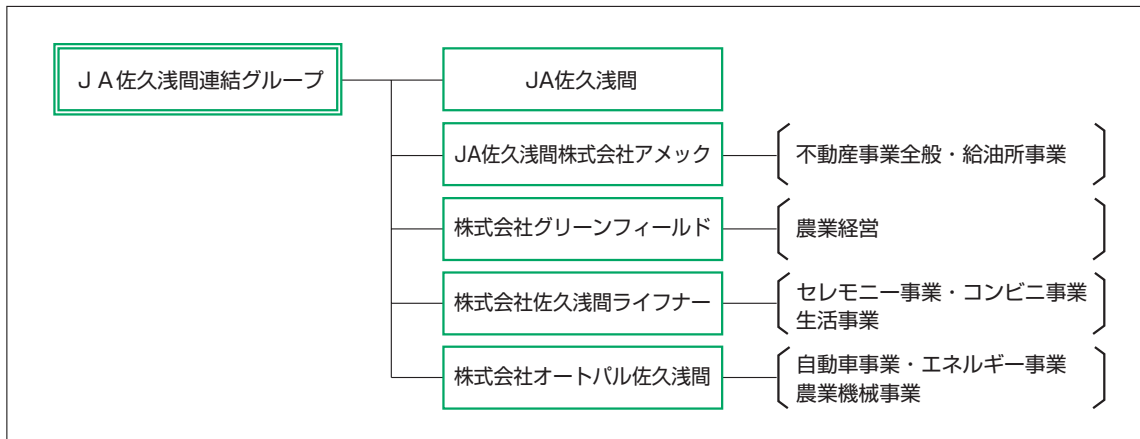 ＪＡ佐久浅間連結グループ
JA佐久浅間
JA佐久浅間株式会社アメック
不動産事業全般・給油所事業
株式会社グリーンフィールド
農業経営
株式会社佐久浅間ライフナー
セレモニー事業・コンビニ事業
生活事業
株式会社オートパル佐久浅間
自動車事業・エネルギー事業
農業機械事業